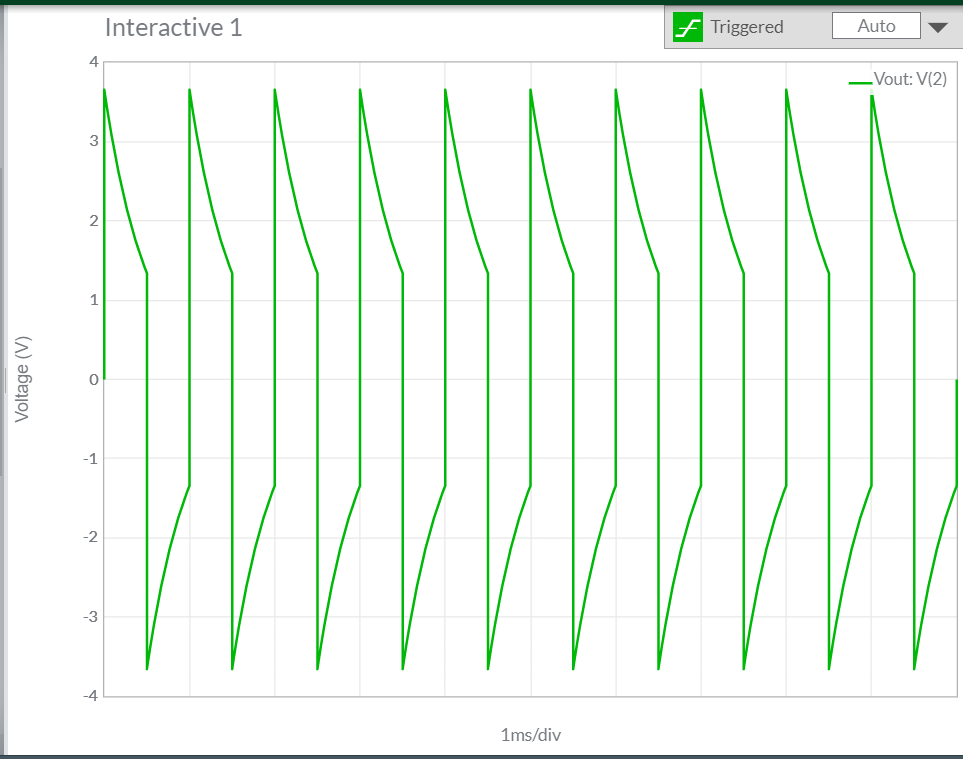 Interactive 1
Triggered
Auto
Vout: V(2)
4
3
2
1
0
-1
-2
-3
-4
Voltage (V)
1ms/div